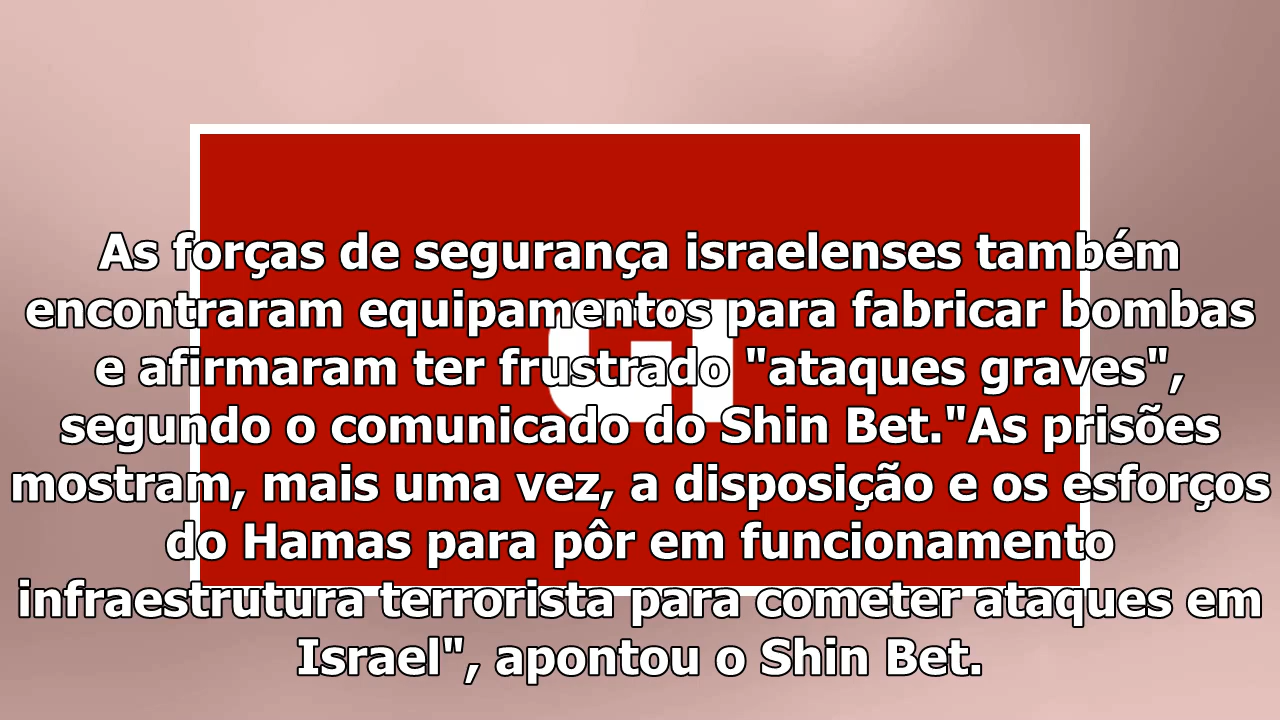 As forças de segurança israelenses também
encontraram equipamentos para fabricar bombas
e afirmaram ter frustrado "ataques graves",
segundo o comunicado do Shin Bet."As prisões
mostram, mais uma vez, a disposição e os esforços
do Hamas para pôr em funcionamento
infraestrutura terrorista para cometer ataques em
Israel", apontou o Shin Bet.
G1